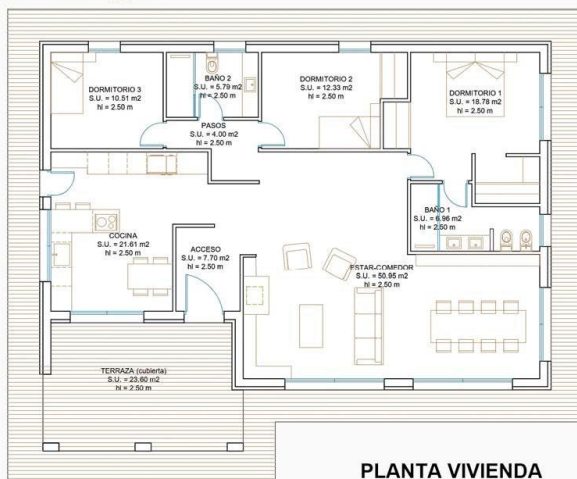 DORMITORIO 3
S.U. = 10.51 m2
hl = 2.50 m
BAÑO 2
S.U. = 5.79 m2
hl = 2.50 m
DORMITORIO 2
S.U. = 12.33 m2
hl = 2.50 m
DORMITORIO 1
S.U. = 18.78 m2
hl = 2.50 m
PASOS
S.U. = 4.00 m2
hl = 2.50 m
BAÑO 1
S.U. = 6.96 m2
hl = 2.50 m
COCINA
S.U. = 21.61 m2
hl = 2.50 m
ACCESO
S.U. = 7.70 m2
hl = 2.50 m
ESTAR-COMEDOR
S.U. = 50.95 m2
hl = 2.50 m
TERRAZA (cubierta)
S.U. = 23.60 m2
hl = 2.50 m
PLANTA VIVIENDA